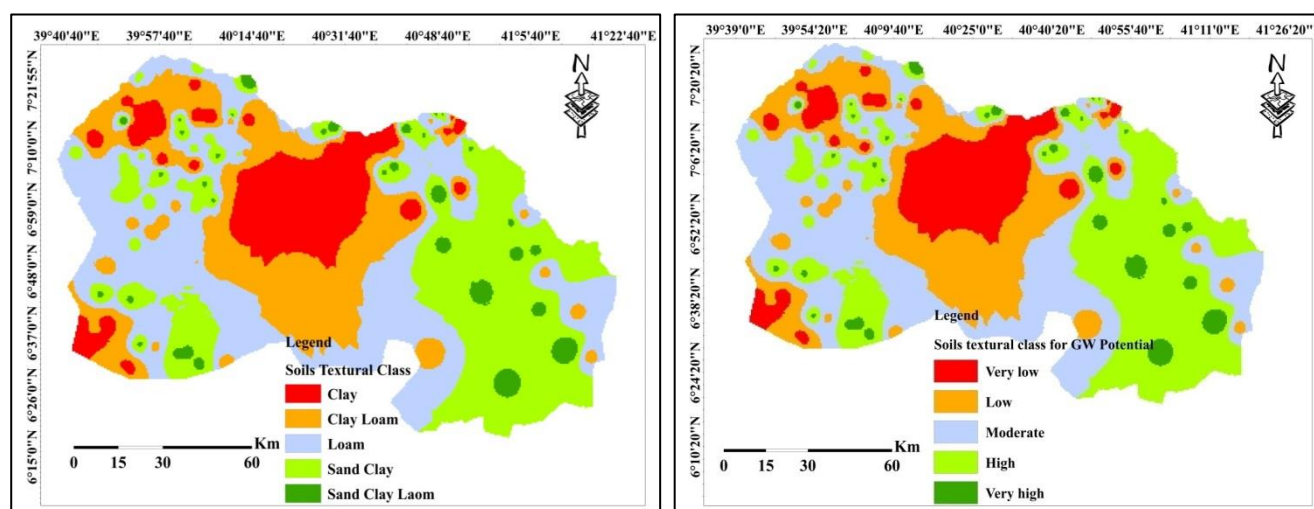 39°40'40"E 39°57'40"E 40°14'40"E 40°31'40"E 40°48'40"E 41°5'40"E 41°22'40"E
7°21'55"N
7°10'0"N
6°59'0"N
6°48'0"N
6°37'0"N
6°26'0"N
6°15'0"N
N
Legend
Soils Textural Class
Clay
Clay Loam
Loam
Sand Clay
Sand Clay Laom
Km
0 15 30 60
39°39'0"E 39°54'20"E 40°9'40"E 40°25'0"E 40°40'20"E 40°55'40"E 41°11'0"E 41°26'20"E
7°20'20"N
7°6'20"N
6°52'20"N
6°38'20"N
6°24'20"N
6°10'20"N
N
Legend
Soils textural class for GW Potential
Very low
Low
Moderate
High
Very high
Km
0 15 30 60